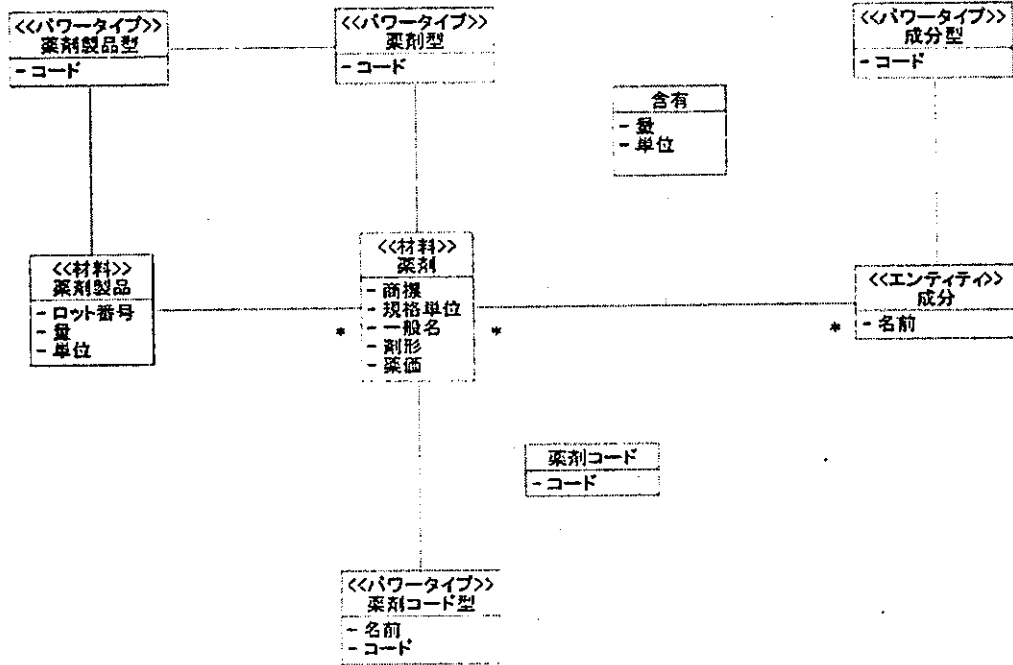 <<パワータイプ>>
薬剤製品型
- コード
<<パワータイプ>>
薬剤型
- コード
<<パワータイプ>>
成分型
- コード
含有
- 量
- 単位
<<材料>>
薬剤製品
- ロット番号
- 量
- 単位
<<材料>>
薬剤
- 商標
- 規格単位
- 一般名
- 剤形
- 薬価
<<エンティティ>>
成分
- 名前
*
*
*
薬剤コード
- コード
<<パワータイプ>>
薬剤コード型
- 名前
- コード